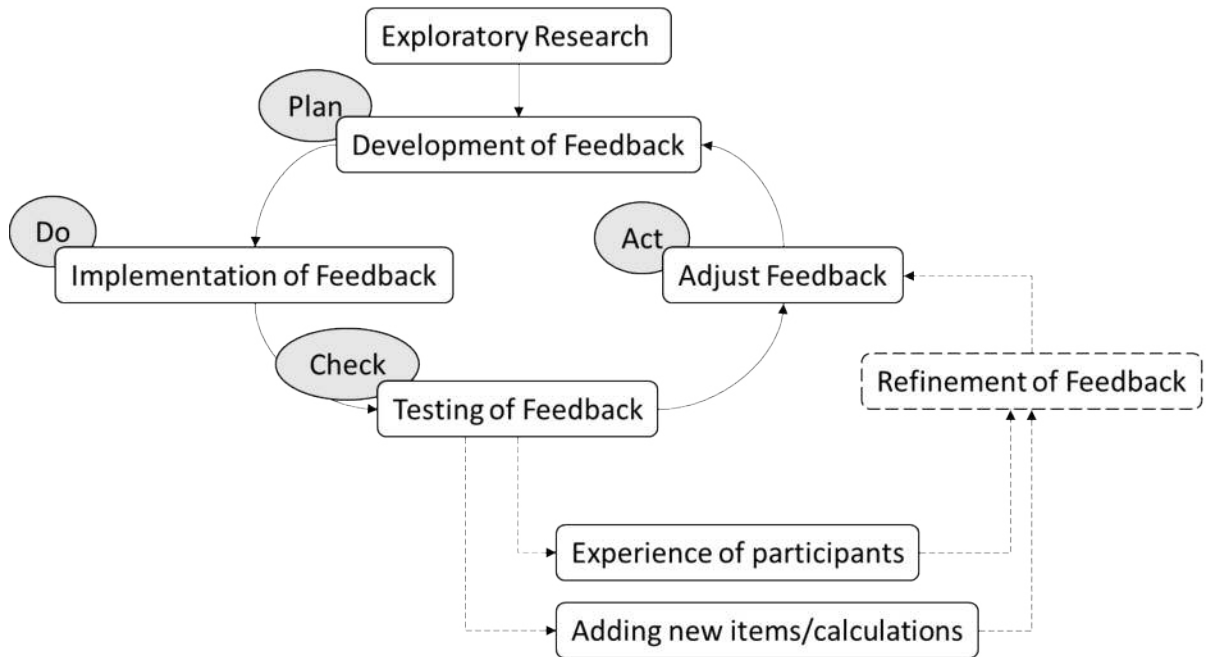 Exploratory Research
Plan
Development of Feedback
Do
Implementation of Feedback
Act
Adjust Feedback
Check
Testing of Feedback
Refinement of Feedback
Experience of participants
Adding new items/calculations